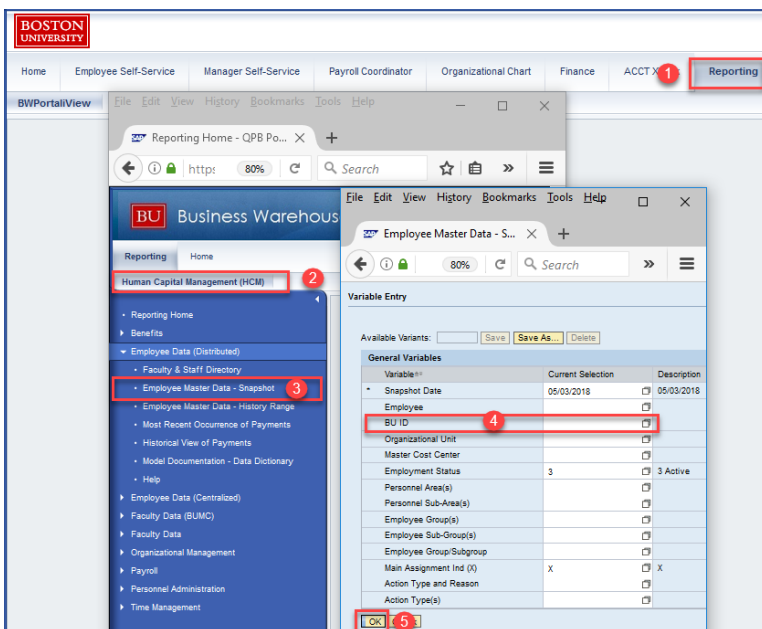 BOSTON
UNIVERSITY
Home Employee Self-Service Manager Self-Service Payroll Coordinator Organizational Chart Finance ACCT 1 Reporting
BWPortaliView
File Edit View History Bookmarks Tools Help
Reporting Home - QPB Po...
https 80% Search
BU Business Warehous
Reporting Home
Human Capital Management (HCM) 2
Reporting Home
Benefits
Employee Data (Distributed)
Faculty & Staff Directory
Employee Master Data - Snapshot 3
Employee Master Data - History Range
Most Recent Occurrence of Payments
Historical View of Payments
Model Documentation - Data Dictionary
Help
Employee Data (Centralized)
Faculty Data (BUMC)
Faculty Data
Organizational Management
Payroll
Personnel Administration
Time Management
File Edit View History Bookmarks Tools Help
Employee Master Data - S...
80% Search
Variable Entry
Available Variants: Save Save As... Delete
General Variables
Variable Current Selection Description
* Snapshot Date 05/03/2018 05/03/2018
Employee
BU ID 4
Organizational Unit
Master Cost Center
Employment Status 3 3 Active
Personnel Area(s)
Personnel Sub-Area(s)
Employee Group(s)
Employee Sub-Group(s)
Employee Group/Subgroup
Main Assignment Ind (X) X X
Action Type and Reason
Action Type(s)
OK 5